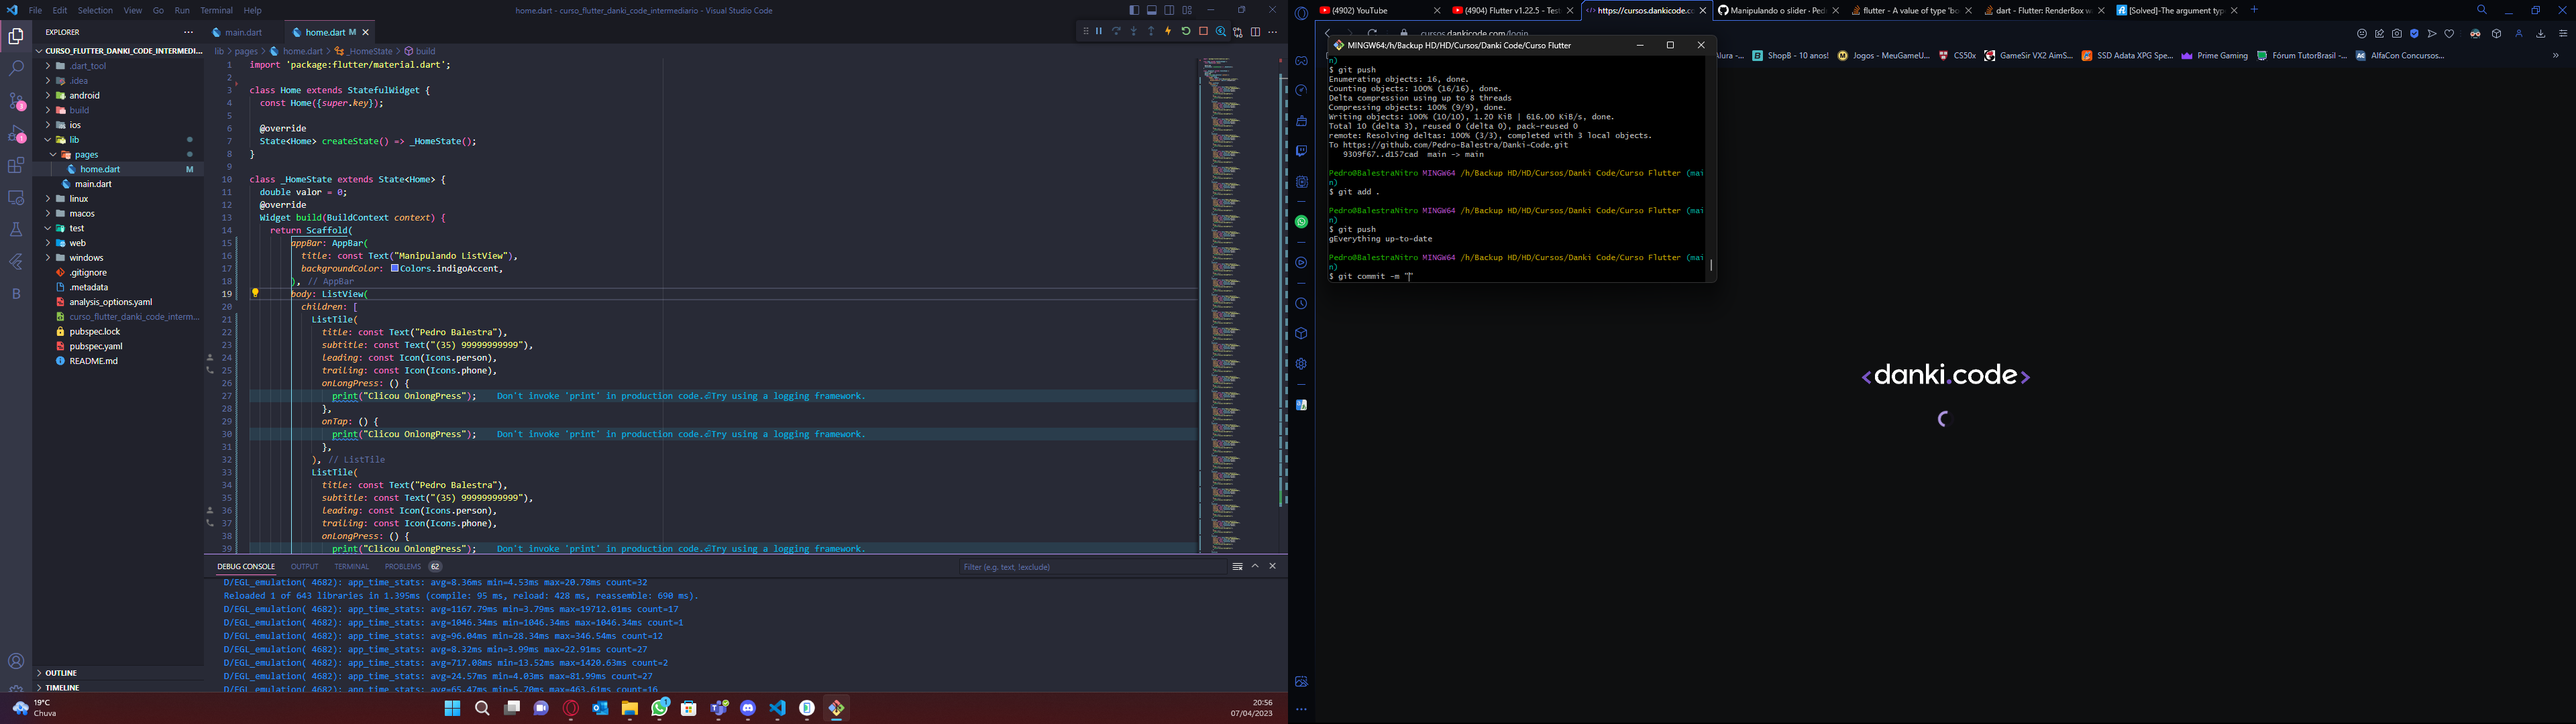 File Edit Selection View Go Run Terminal Help
home.dart - curso_flutter_danki_code_intermediario - Visual Studio Code
EXPLORER
CURSO_FLUTTER_DANKI_CODE_INTERMEDI...
.dart_tool
.idea
android
build
ios
lib
pages
home.dart M
main.dart
linux
macos
test
web
windows
.gitignore
.metadata
analysis_options.yaml
curso_flutter_danki_code_interm...
pubspec.lock
pubspec.yaml
README.md
OUTLINE
TIMELINE
main.dart home.dart M
lib > pages > home.dart > _HomeState > build
1 import 'package:flutter/material.dart';
2
3 class Home extends StatefulWidget {
4 const Home({super.key});
5
6 @override
7 State<Home> createState() => _HomeState();
8 }
9
10 class _HomeState extends State<Home> {
11 double valor = 0;
12 @override
13 Widget build(BuildContext context) {
14 return Scaffold(
15 appBar: AppBar(
16 title: const Text("Manipulando ListView"),
17 backgroundColor: Colors.indigoAccent,
18 ), // AppBar
19 body: ListView(
20 children: [
21 ListTile(
22 title: const Text("Pedro Balestra"),
23 subtitle: const Text("(35) 99999999999"),
24 leading: const Icon(Icons.person),
25 trailing: const Icon(Icons.phone),
26 onLongPress: () {
27 print("Clicou OnlongPress"); Don't invoke 'print' in production code.⏎Try using a logging framework.
28 },
29 onTap: () {
30 print("Clicou OnlongPress"); Don't invoke 'print' in production code.⏎Try using a logging framework.
31 },
32 ), // ListTile
33 ListTile(
34 title: const Text("Pedro Balestra"),
35 subtitle: const Text("(35) 99999999999"),
36 leading: const Icon(Icons.person),
37 trailing: const Icon(Icons.phone),
38 onLongPress: () {
39 print("Clicou OnlongPress"); Don't invoke 'print' in production code.⏎Try using a logging framework.
DEBUG CONSOLE OUTPUT TERMINAL PROBLEMS 62
Filter (e.g. text, !exclude)
D/EGL_emulation( 4682): app_time_stats: avg=8.36ms min=4.53ms max=20.78ms count=32
Reloaded 1 of 643 libraries in 1.395ms (compile: 95 ms, reload: 428 ms, reassemble: 690 ms).
D/EGL_emulation( 4682): app_time_stats: avg=1167.79ms min=3.79ms max=19712.01ms count=17
D/EGL_emulation( 4682): app_time_stats: avg=1046.34ms min=1046.34ms max=1046.34ms count=1
D/EGL_emulation( 4682): app_time_stats: avg=96.04ms min=28.34ms max=346.54ms count=12
D/EGL_emulation( 4682): app_time_stats: avg=8.32ms min=3.99ms max=22.91ms count=27
D/EGL_emulation( 4682): app_time_stats: avg=717.08ms min=13.52ms max=1420.63ms count=2
D/EGL_emulation( 4682): app_time_stats: avg=24.57ms min=4.03ms max=81.99ms count=27
D/EGL_emulation( 4682): app_time_stats: avg=65.47ms min=5.70ms max=463.61ms count=16
19°C
Chuva
20:56
07/04/2023
(4902) YouTube
(4904) Flutter v1.22.5 - Tes
https://cursos.dankicode.co
Manipulando o slider · Ped
flutter - A value of type "bo
dart - Flutter: RenderBox w
[Solved]-The argument typ
cursos.dankicode.com/login
Alura -... ShopB - 10 anos! Jogos - MeuGameU... CS50x GameSir VX2 AimS... SSD Adata XPG Spe... Prime Gaming Fórum TutorBrasil -... AlfaCon Concursos...
MINGW64:/h/Backup HD/HD/Cursos/Danki Code/Curso Flutter
n)
$ git push
Enumerating objects: 16, done.
Counting objects: 100% (16/16), done.
Delta compression using up to 8 threads
Compressing objects: 100% (9/9), done.
Writing objects: 100% (10/10), 1.20 KiB | 616.00 KiB/s, done.
Total 10 (delta 3), reused 0 (delta 0), pack-reused 0
remote: Resolving deltas: 100% (3/3), completed with 3 local objects.
To https://github.com/Pedro-Balestra/Danki-Code.git
9309f67..d157cad main -> main
Pedro@BalestraNitro MINGW64 /h/Backup HD/HD/Cursos/Danki Code/Curso Flutter (mai
n)
$ git add .
Pedro@BalestraNitro MINGW64 /h/Backup HD/HD/Cursos/Danki Code/Curso Flutter (mai
n)
$ git push
gEverything up-to-date
Pedro@BalestraNitro MINGW64 /h/Backup HD/HD/Cursos/Danki Code/Curso Flutter (mai
n)
$ git commit -m "
<danki.code>